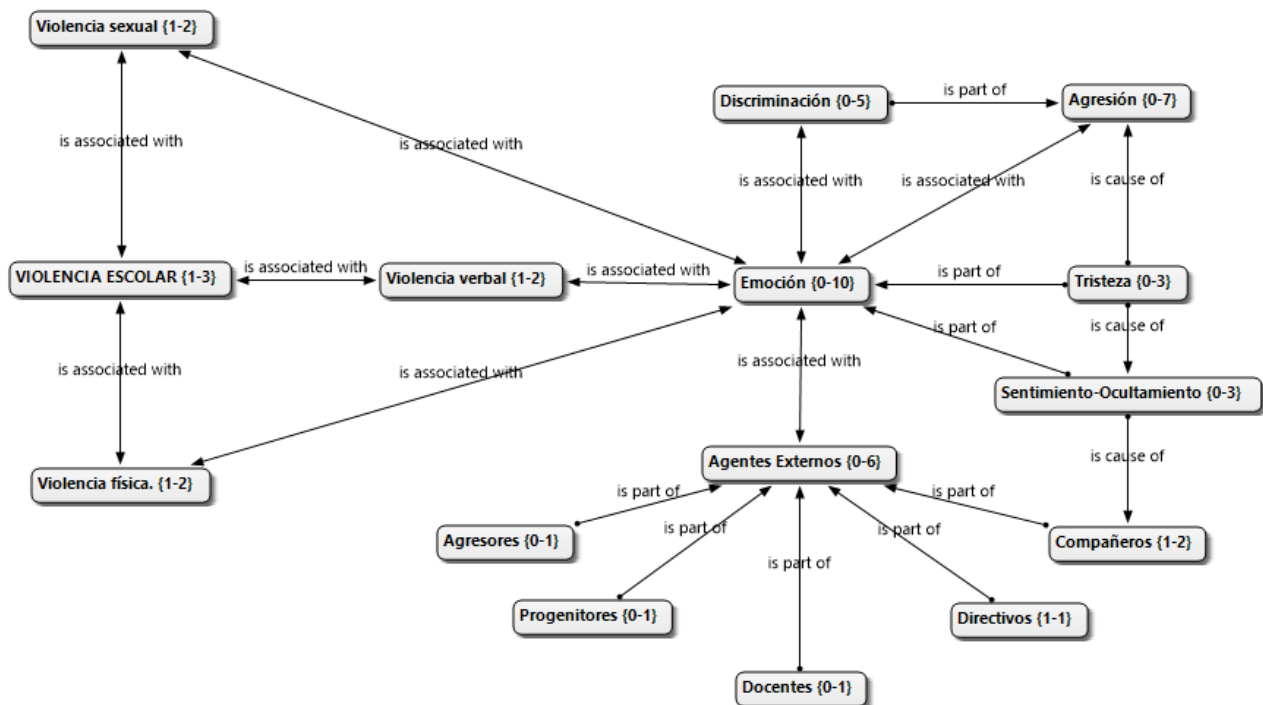 Violencia sexual {1-2}
Discriminación {0-5}
is part of
Agresión {0-7}
is associated with
is associated with
is associated with
is associated with
is cause of
VIOLENCIA ESCOLAR {1-3}
is associated with
Violencia verbal {1-2}
is associated with
Emoción {0-10}
is part of
Tristeza {0-3}
is part of
is cause of
is associated with
is associated with
is associated with
Sentimiento-Ocultamiento {0-3}
Violencia física. {1-2}
Agentes Externos {0-6}
is cause of
is part of
is part of
is part of
is part of
is part of
Agresores {0-1}
Compañeros {1-2}
Progenitores {0-1}
Directivos {1-1}
Docentes {0-1}